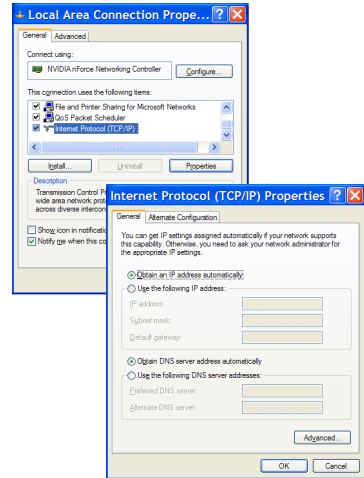 Local Area Connection Prope...
General Advanced
Connect using:
NVIDIA nForce Networking Controller
Configure...
This connection uses the following items:
File and Printer Sharing for Microsoft Networks
QoS Packet Scheduler
Internet Protocol (TCP/IP)
Install... Uninstall Properties
Description
Transmission Control P
wide area network prot
across diverse intercon
Show icon in notificatio
Notify me when this co
Internet Protocol (TCP/IP) Properties
General Alternate Configuration
You can get IP settings assigned automatically if your network supports
this capability. Otherwise, you need to ask your network administrator for
the appropriate IP settings.
Obtain an IP address automatically
Use the following IP address:
IP address:
Subnet mask:
Default gateway:
Obtain DNS server address automatically
Use the following DNS server addresses:
Preferred DNS server:
Alternate DNS server:
Advanced...
OK Cancel